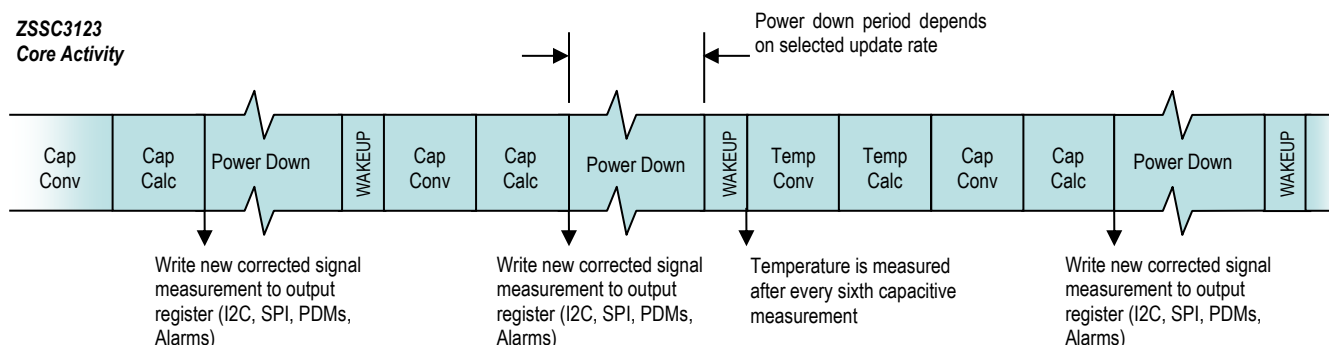 ZSSC3123
Core Activity
Power down period depends
on selected update rate
Cap
Conv
Cap
Calc
Power Down
WAKEUP
Cap
Conv
Cap
Calc
Power Down
WAKEUP
Temp
Conv
Temp
Calc
Cap
Conv
Cap
Calc
Power Down
WAKEUP
Write new corrected signal
measurement to output
register (I2C, SPI, PDMs,
Alarms)
Write new corrected signal
measurement to output
register (I2C, SPI, PDMs,
Alarms)
Temperature is measured
after every sixth capacitive
measurement
Write new corrected signal
measurement to output
register (I2C, SPI, PDMs,
Alarms)